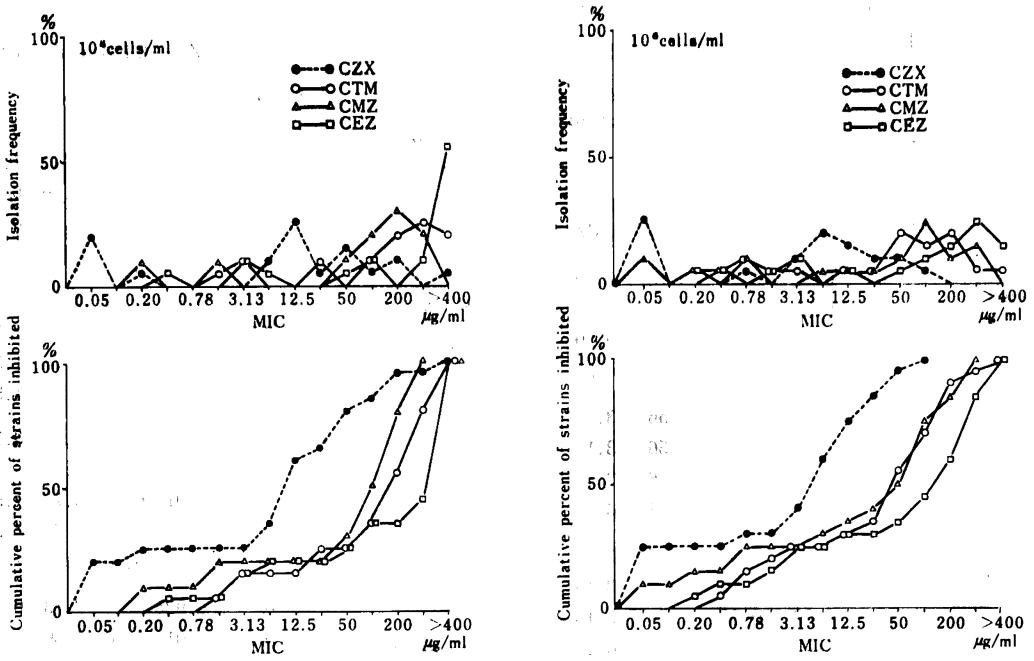 %
100
10⁸cells/ml
CZX
CTM
CMZ
CEZ
50
0
Isolation frequency
0.05 0.20 0.78 3.13 12.5 50 200 >400
MIC
μg/ml
%
100
10⁶cells/ml
CZX
CTM
CMZ
CEZ
50
0
Isolation frequency
0.05 0.20 0.78 3.13 12.5 50 200 >400
MIC
μg/ml
%
100
50
0
Cumulative percent of strains inhibited
0.05 0.20 0.78 3.13 12.5 50 200 >400
MIC
μg/ml
%
100
50
0
Cumulative percent of strains inhibited
0.05 0.20 0.78 3.13 12.5 50 200 >400
MIC
μg/ml